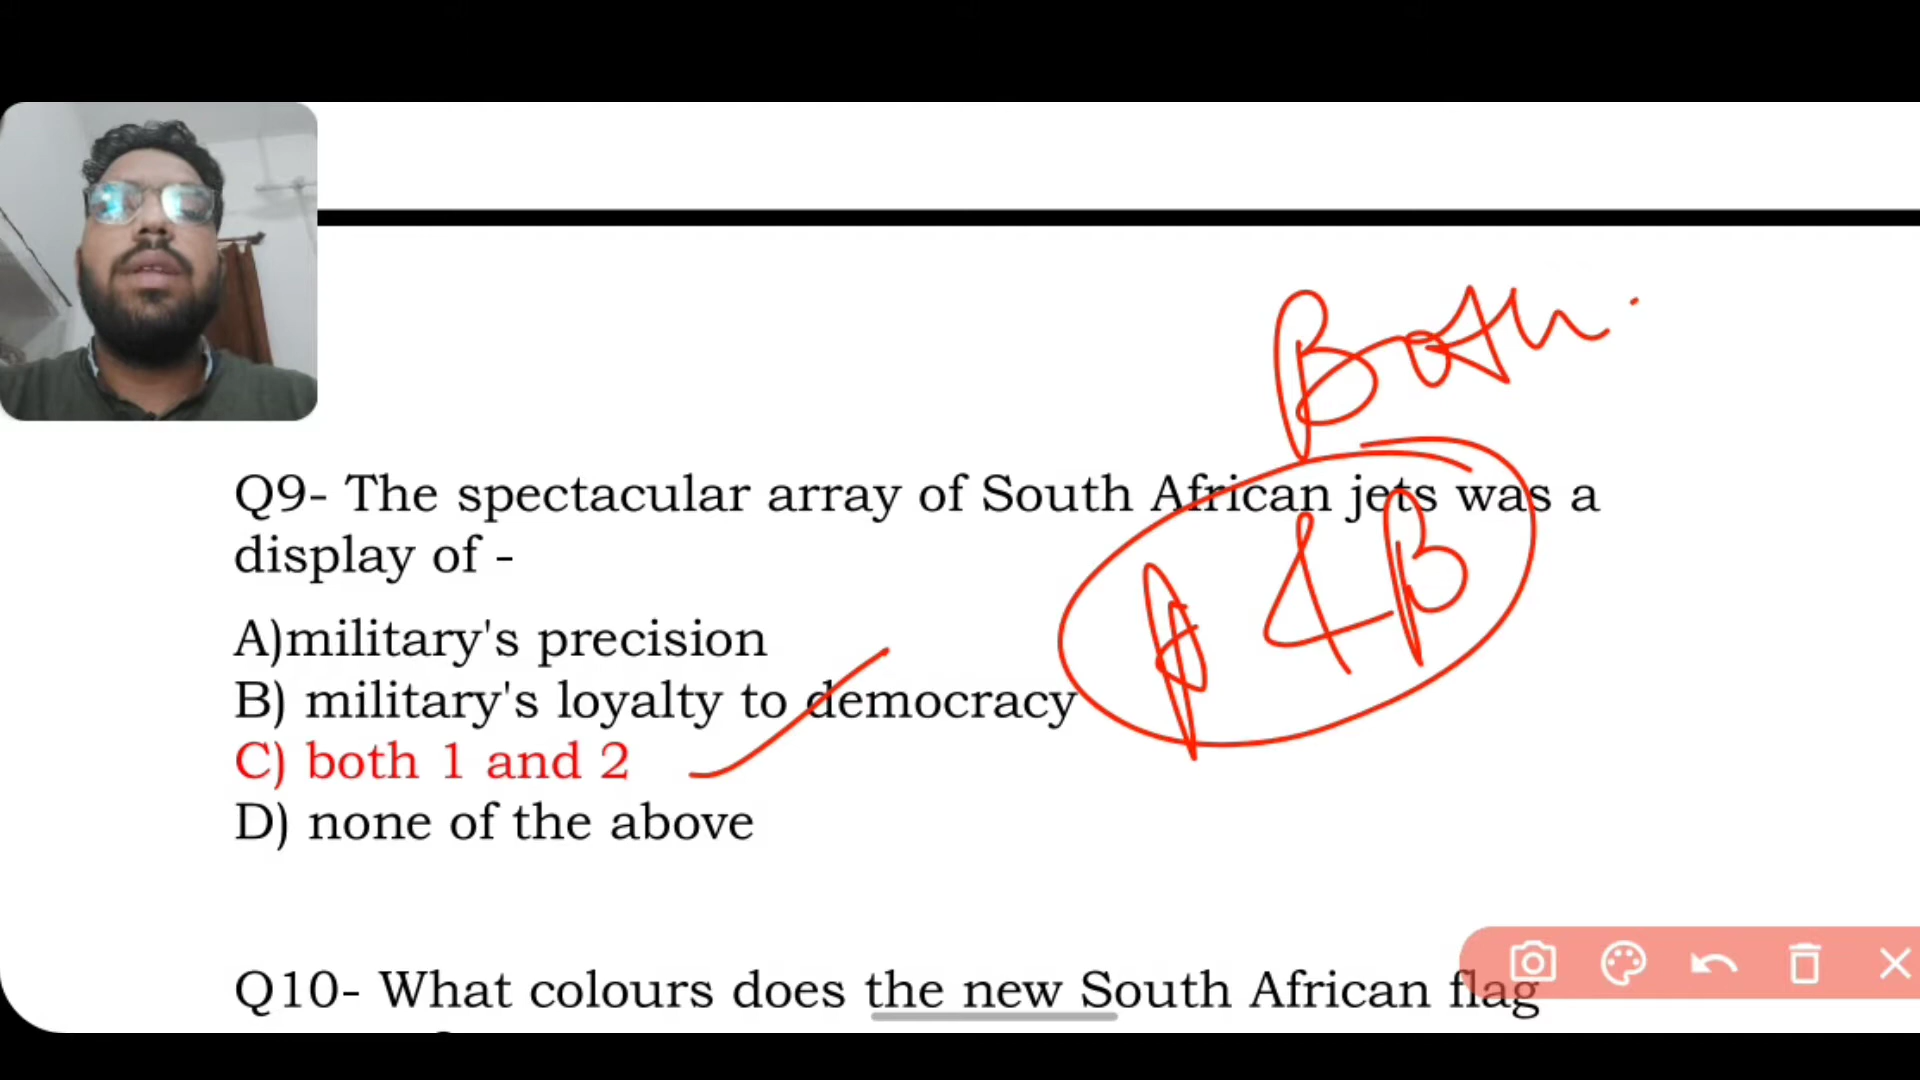 Both
Q9- The spectacular array of South African jets was a
display of -
A & B
A)military's precision
B) military's loyalty to democracy
C) both 1 and 2
D) none of the above
Q10- What colours does the new South African flag